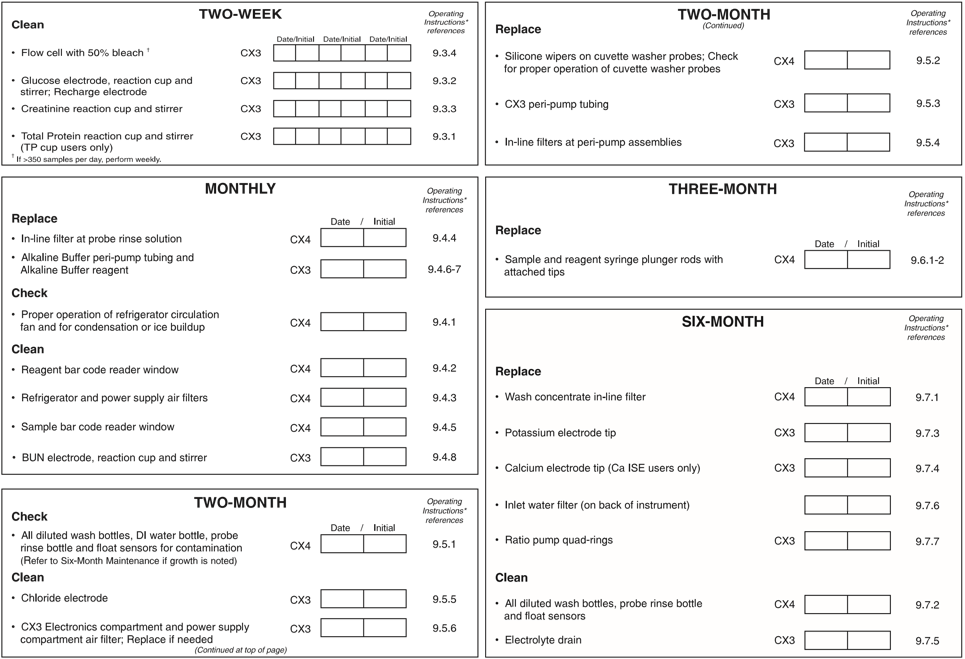 TWO-WEEK
Operating
Instructions*
references
Clean
Date/Initial Date/Initial Date/Initial
• Flow cell with 50% bleach † CX3 9.3.4
• Glucose electrode, reaction cup and CX3 9.3.2
stirrer; Recharge electrode
• Creatinine reaction cup and stirrer CX3 9.3.3
• Total Protein reaction cup and stirrer CX3 9.3.1
(TP cup users only)
† If >350 samples per day, perform weekly.
MONTHLY
Operating
Instructions*
references
Replace
Date / Initial
• In-line filter at probe rinse solution CX4 9.4.4
• Alkaline Buffer peri-pump tubing and
Alkaline Buffer reagent CX3 9.4.6-7
Check
• Proper operation of refrigerator circulation
fan and for condensation or ice buildup CX4 9.4.1
Clean
• Reagent bar code reader window CX4 9.4.2
• Refrigerator and power supply air filters CX4 9.4.3
• Sample bar code reader window CX4 9.4.5
• BUN electrode, reaction cup and stirrer CX3 9.4.8
TWO-MONTH
Operating
Instructions*
references
Check
Date / Initial
• All diluted wash bottles, DI water bottle, probe
rinse bottle and float sensors for contamination CX4 9.5.1
(Refer to Six-Month Maintenance if growth is noted)
Clean
• Chloride electrode CX3 9.5.5
• CX3 Electronics compartment and power supply CX3 9.5.6
compartment air filter; Replace if needed
(Continued at top of page)
TWO-MONTH
(Continued)
Operating
Instructions*
references
Replace
• Silicone wipers on cuvette washer probes; Check CX4 9.5.2
for proper operation of cuvette washer probes
• CX3 peri-pump tubing CX3 9.5.3
• In-line filters at peri-pump assemblies CX3 9.5.4
THREE-MONTH
Operating
Instructions*
references
Replace
Date / Initial
• Sample and reagent syringe plunger rods with CX4 9.6.1-2
attached tips
SIX-MONTH
Operating
Instructions*
references
Replace
Date / Initial
• Wash concentrate in-line filter CX4 9.7.1
• Potassium electrode tip CX3 9.7.3
• Calcium electrode tip (Ca ISE users only) CX3 9.7.4
• Inlet water filter (on back of instrument) 9.7.6
• Ratio pump quad-rings CX3 9.7.7
Clean
• All diluted wash bottles, probe rinse bottle CX4 9.7.2
and float sensors
• Electrolyte drain CX3 9.7.5